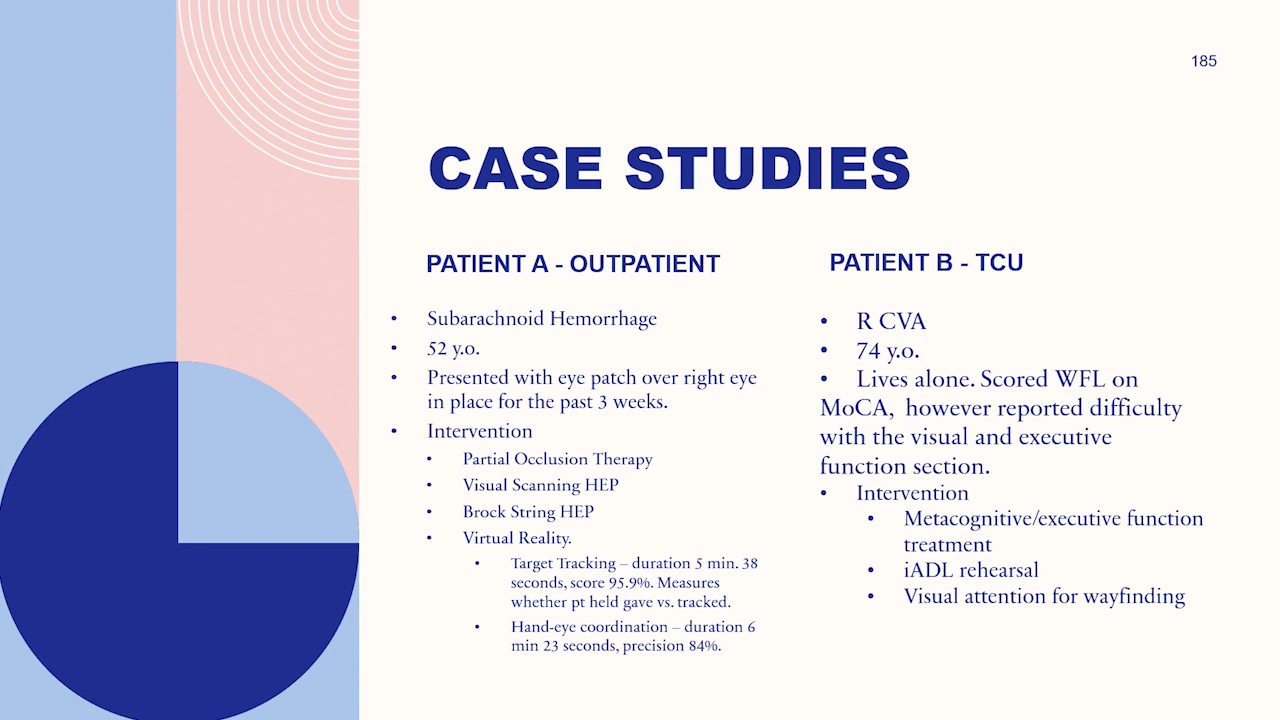 185
CASE STUDIES
PATIENT A - OUTPATIENT
• Subarachnoid Hemorrhage
• 52 y.o.
• Presented with eye patch over right eye
in place for the past 3 weeks.
• Intervention
• Partial Occlusion Therapy
• Visual Scanning HEP
• Brock String HEP
• Virtual Reality.
• Target Tracking – duration 5 min. 38
seconds, score 95.9%. Measures
whether pt held gave vs. tracked.
• Hand-eye coordination – duration 6
min 23 seconds, precision 84%.
PATIENT B - TCU
• R CVA
• 74 y.o.
• Lives alone. Scored WFL on
MoCA, however reported difficulty
with the visual and executive
function section.
• Intervention
• Metacognitive/executive function
treatment
• iADL rehearsal
• Visual attention for wayfinding